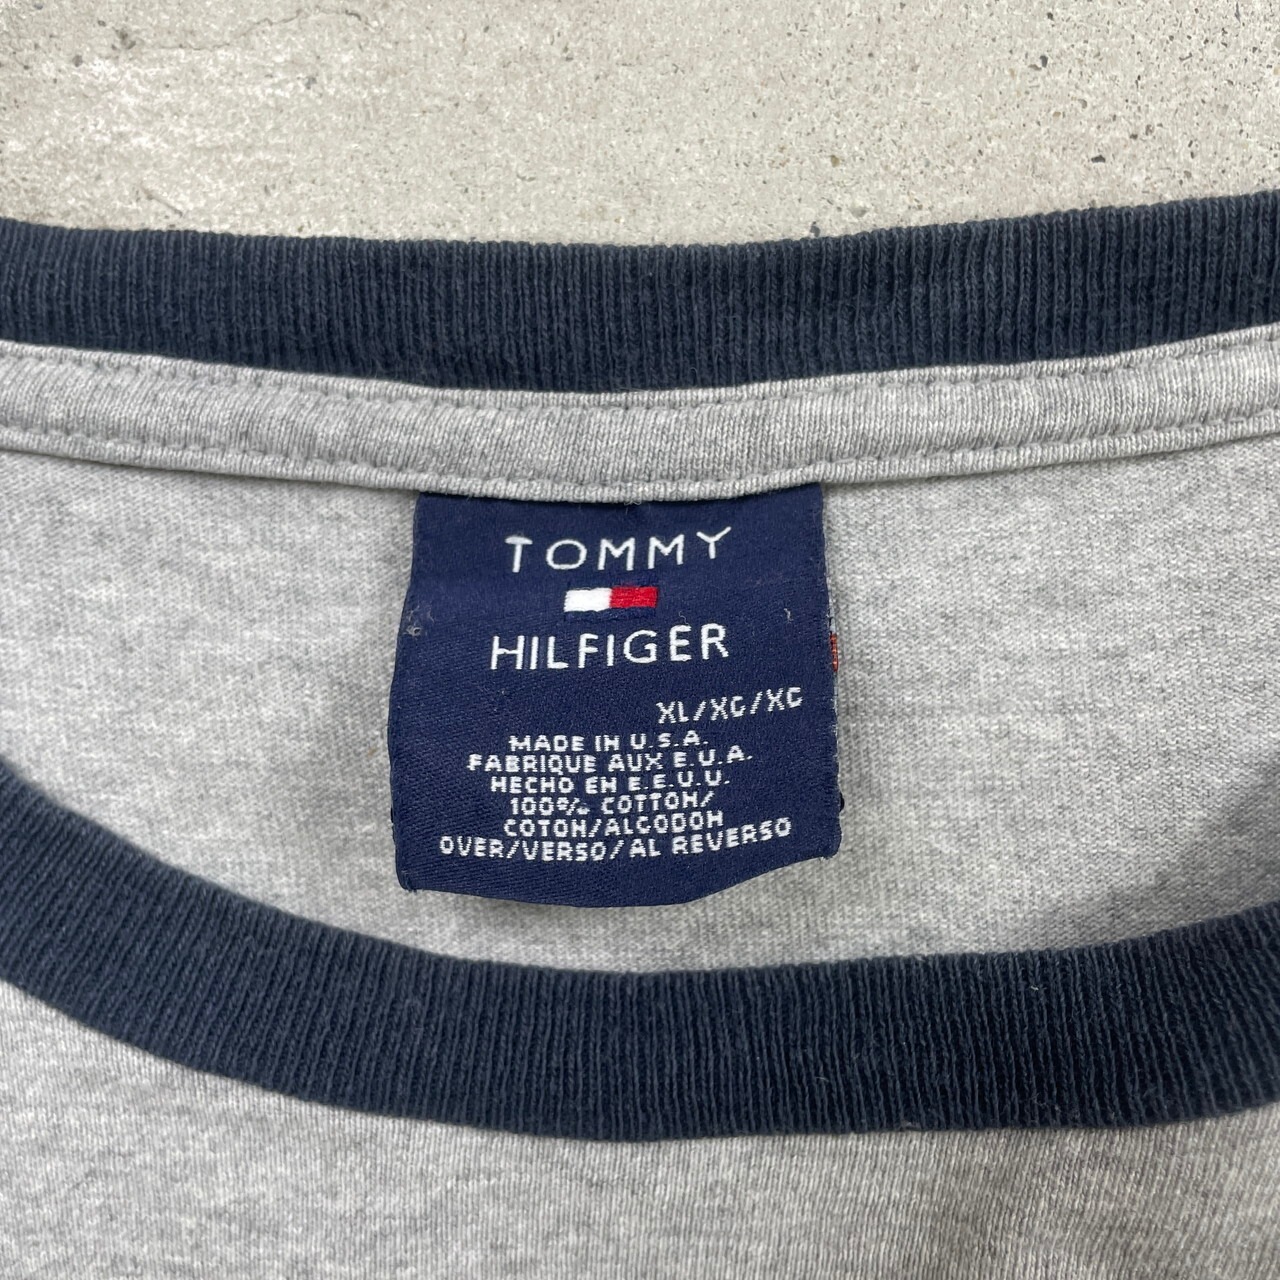 TOMMY
HILFIGER
XL/XG/XG
MADE IN U.S.A.
FABRIQUE AUX E.U.A.
HECHO EN E.E.U.U.
100% COTTON/
COTON/ALGODON
OVER/VERSO/AL REVERSO